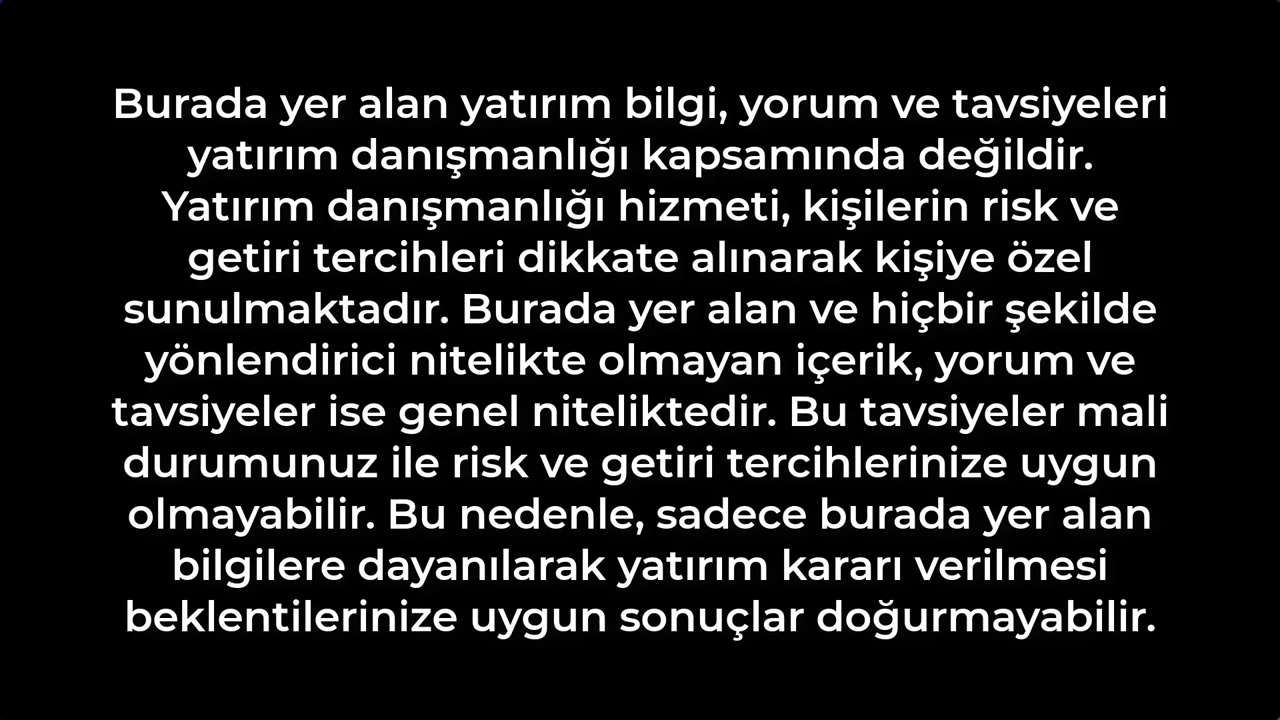 Burada yer alan yatırım bilgi, yorum ve tavsiyeleri
yatırım danışmanlığı kapsamında değildir.
Yatırım danışmanlığı hizmeti, kişilerin risk ve
getiri tercihleri dikkate alınarak kişiye özel
sunulmaktadır. Burada yer alan ve hiçbir şekilde
yönlendirici nitelikte olmayan içerik, yorum ve
tavsiyeler ise genel niteliktedir. Bu tavsiyeler mali
durumunuz ile risk ve getiri tercihlerinize uygun
olmayabilir. Bu nedenle, sadece burada yer alan
bilgilere dayanılarak yatırım kararı verilmesi
beklentilerinize uygun sonuçlar doğurmayabilir.